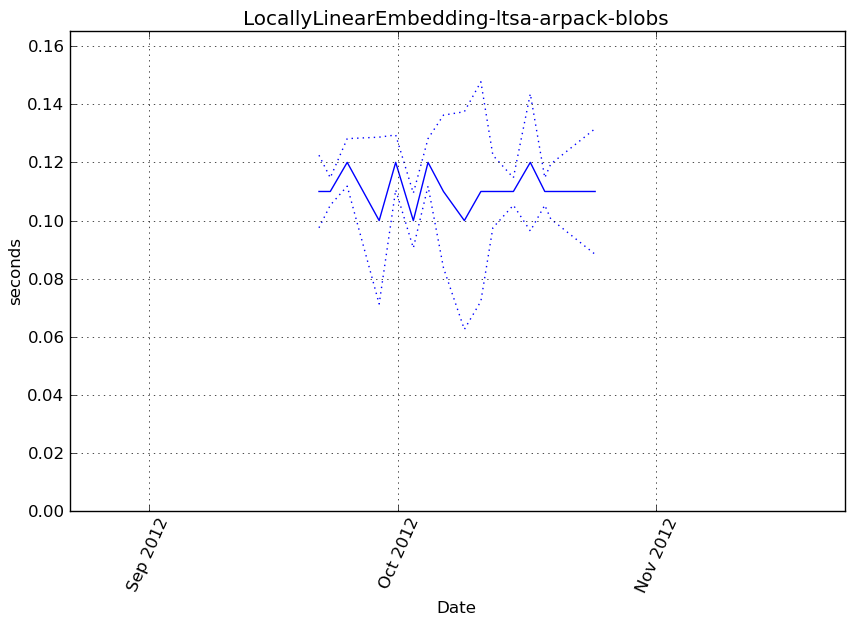 LocallyLinearEmbedding-ltsa-arpack-blobs
0.16
0.14
0.12
0.10
0.08
0.06
0.04
0.02
0.00
seconds
Sep 2012
Oct 2012
Nov 2012
Date